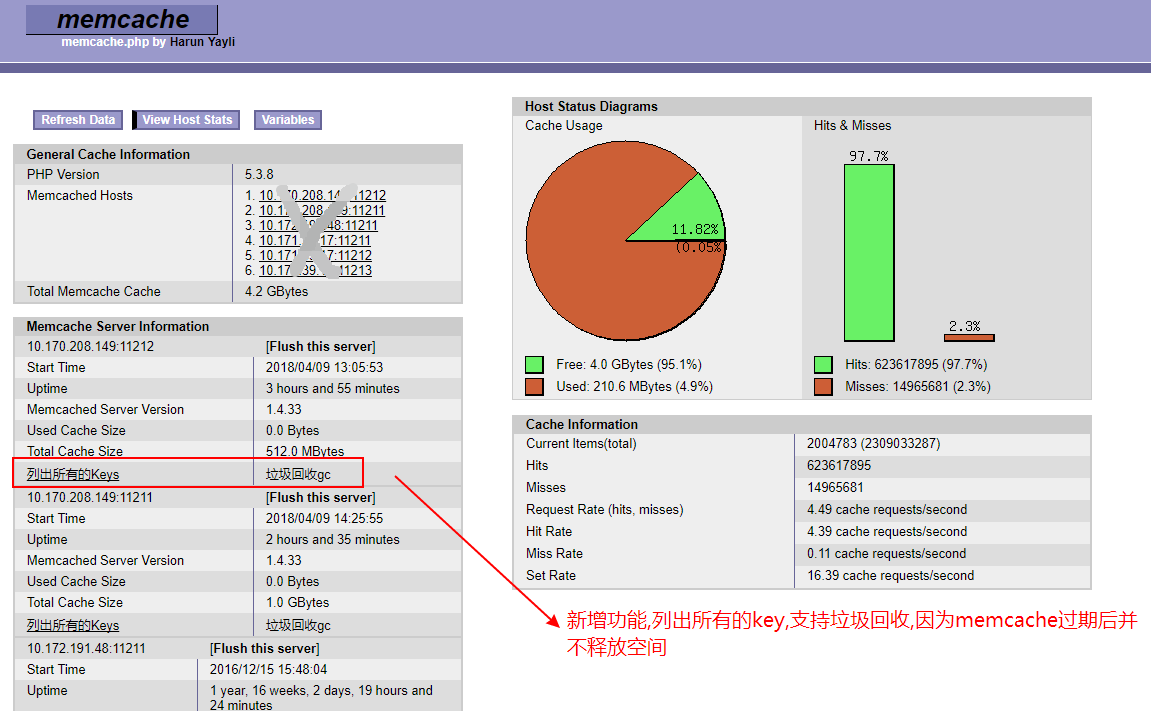 memcache
memcache.php by Harun Yayli
Refresh Data View Host Stats Variables
General Cache Information
PHP Version 5.3.8
Memcached Hosts 1. 10. 70.208.14 :11212
2. 10.1 .208. 9:11211
3. 10.172. 48:11211
4. 10.171. 17:11211
5. 10.171. 7:11212
6. 10.17 .39. :11213
Total Memcache Cache 4.2 GBytes
Memcache Server Information
10.170.208.149:11212 [Flush this server]
Start Time 2018/04/09 13:05:53
Uptime 3 hours and 55 minutes
Memcached Server Version 1.4.33
Used Cache Size 0.0 Bytes
Total Cache Size 512.0 MBytes
列出所有的Keys 垃圾回收gc
10.170.208.149:11211 [Flush this server]
Start Time 2018/04/09 14:25:55
Uptime 2 hours and 35 minutes
Memcached Server Version 1.4.33
Used Cache Size 0.0 Bytes
Total Cache Size 1.0 GBytes
列出所有的Keys 垃圾回收gc
10.172.191.48:11211 [Flush this server]
Start Time 2016/12/15 15:48:04
Uptime 1 year, 16 weeks, 2 days, 19 hours and
24 minutes
Host Status Diagrams
Cache Usage Hits & Misses
97.7%
11.82%
(0.05%
2.3%
Free: 4.0 GBytes (95.1%) Hits: 623617895 (97.7%)
Used: 210.6 MBytes (4.9%) Misses: 14965681 (2.3%)
Cache Information
Current Items(total) 2004783 (2309033287)
Hits 623617895
Misses 14965681
Request Rate (hits, misses) 4.49 cache requests/second
Hit Rate 4.39 cache requests/second
Miss Rate 0.11 cache requests/second
Set Rate 16.39 cache requests/second
新增功能,列出所有的key,支持垃圾回收,因为memcache过期后并
不释放空间